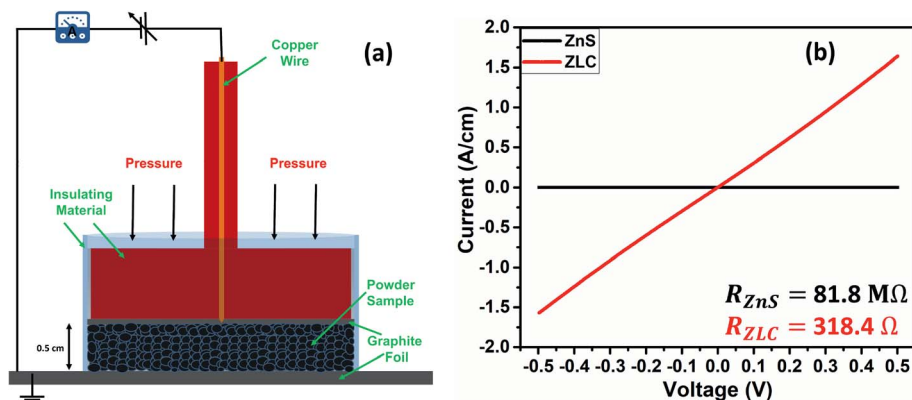 A
Copper
Wire
(a)
Pressure
Pressure
Insulating
Material
Powder
Sample
0.5 cm
Graphite
Foil
ZnS
ZLC
(b)
2.0
1.5
1.0
0.5
0.0
-0.5
-1.0
-1.5
-2.0
Current (A/cm)
R_ZnS = 81.8 MΩ
R_ZLC = 318.4 Ω
-0.5 -0.4 -0.3 -0.2 -0.1 0.0 0.1 0.2 0.3 0.4 0.5
Voltage (V)